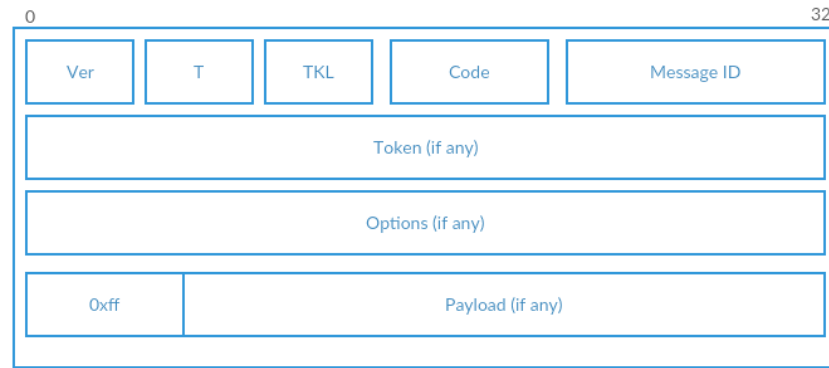 0 32
Ver T TKL Code Message ID
Token (if any)
Options (if any)
0xff Payload (if any)